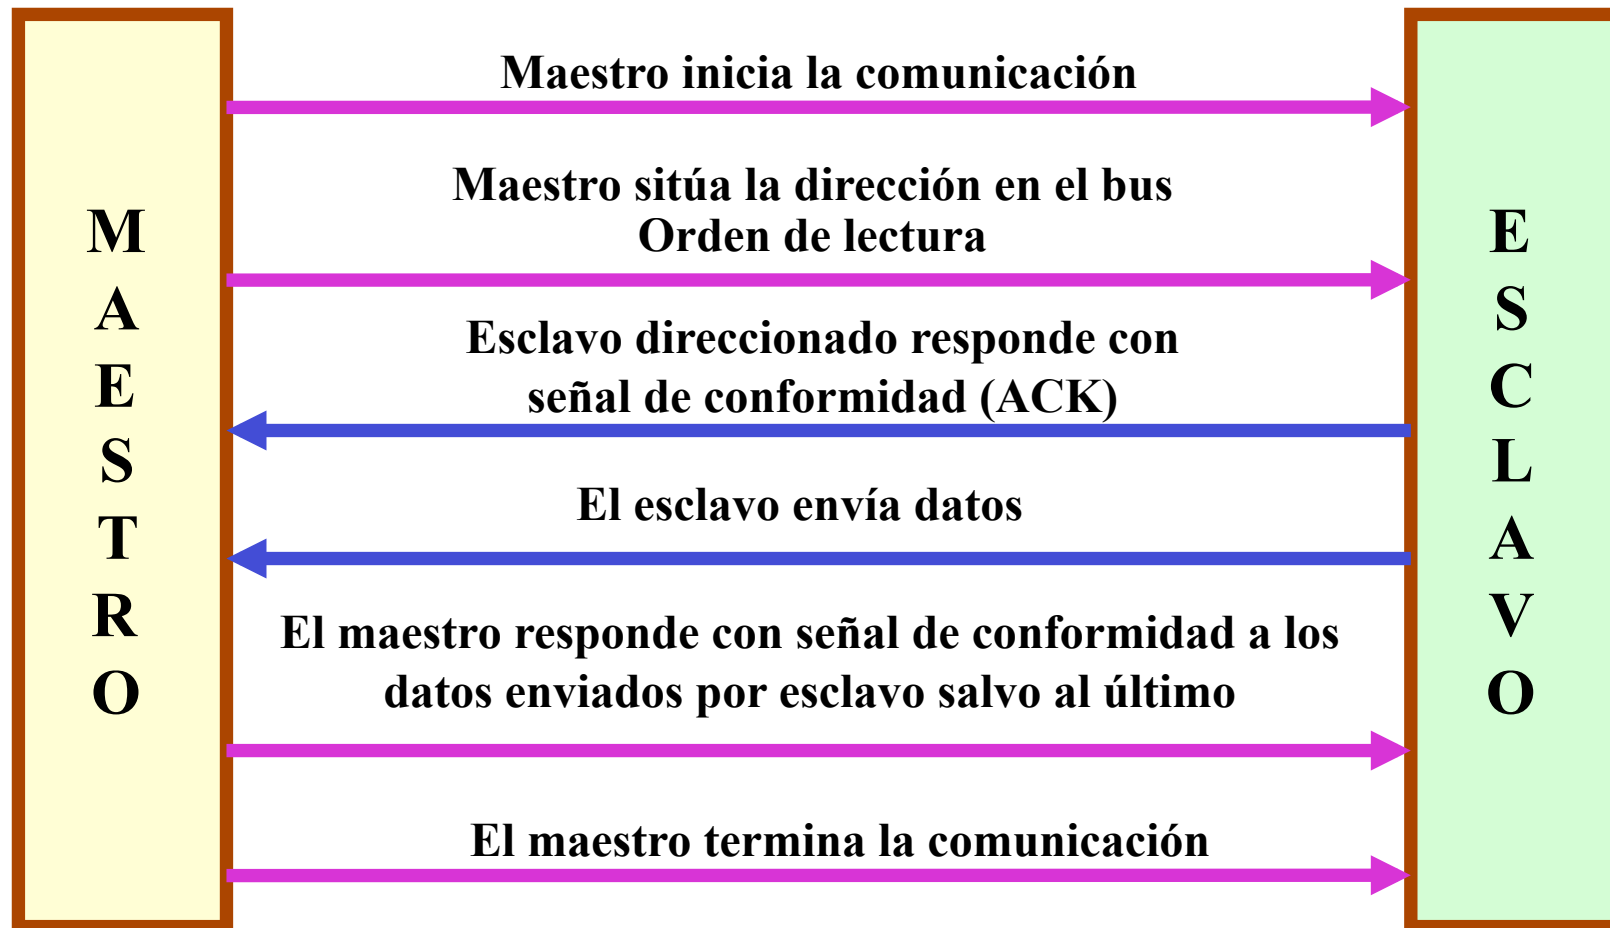 MAESTRO
Maestro inicia la comunicación
Maestro sitúa la dirección en el bus
Orden de lectura
Esclavo direccionado responde con
señal de conformidad (ACK)
El esclavo envía datos
El maestro responde con señal de conformidad a los
datos enviados por esclavo salvo al último
El maestro termina la comunicación
ESCLAVO